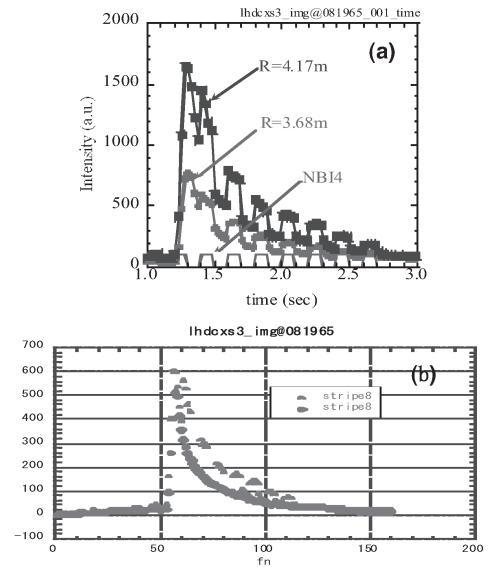 lhdcxs3_img@081965_001_time
2000
(a)
R=4.17m
1500
R=3.68m
1000
NBI4
500
0
Intensity (a.u.)
1.0 1.5 2.0 2.5 3.0
time (sec)
lhdcxs3_img@081965
700
(b)
600
stripe8
500
stripe8
400
300
200
100
0
-100
0 50 100 150 200
fn